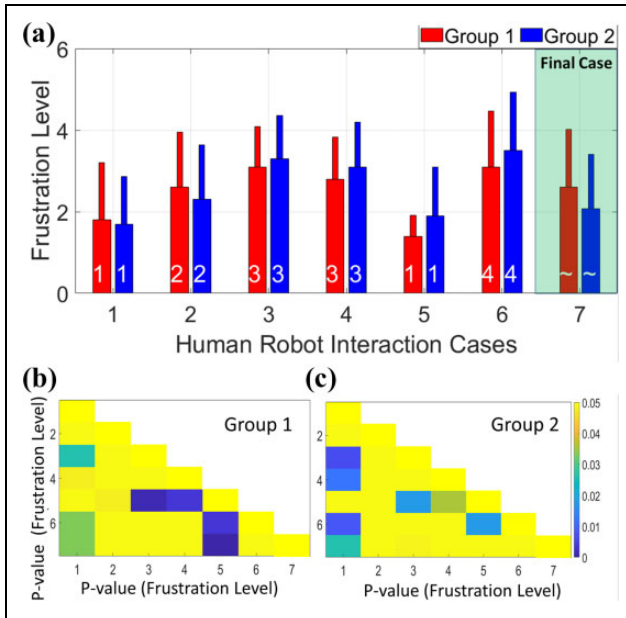 (a)
Group 1 Group 2
Final Case
Frustration Level
6
4
2
0
1 1 2 2 3 3 3 3 1 1 4 4 ~ ~
1 2 3 4 5 6 7
Human Robot Interaction Cases
(b)
Group 1
P-value (Frustration Level)
2
4
6
1 2 3 4 5 6 7
P-value (Frustration Level)
(c)
Group 2
2
4
6
1 2 3 4 5 6 7
P-value (Frustration Level)
0.05
0.04
0.03
0.02
0.01
0